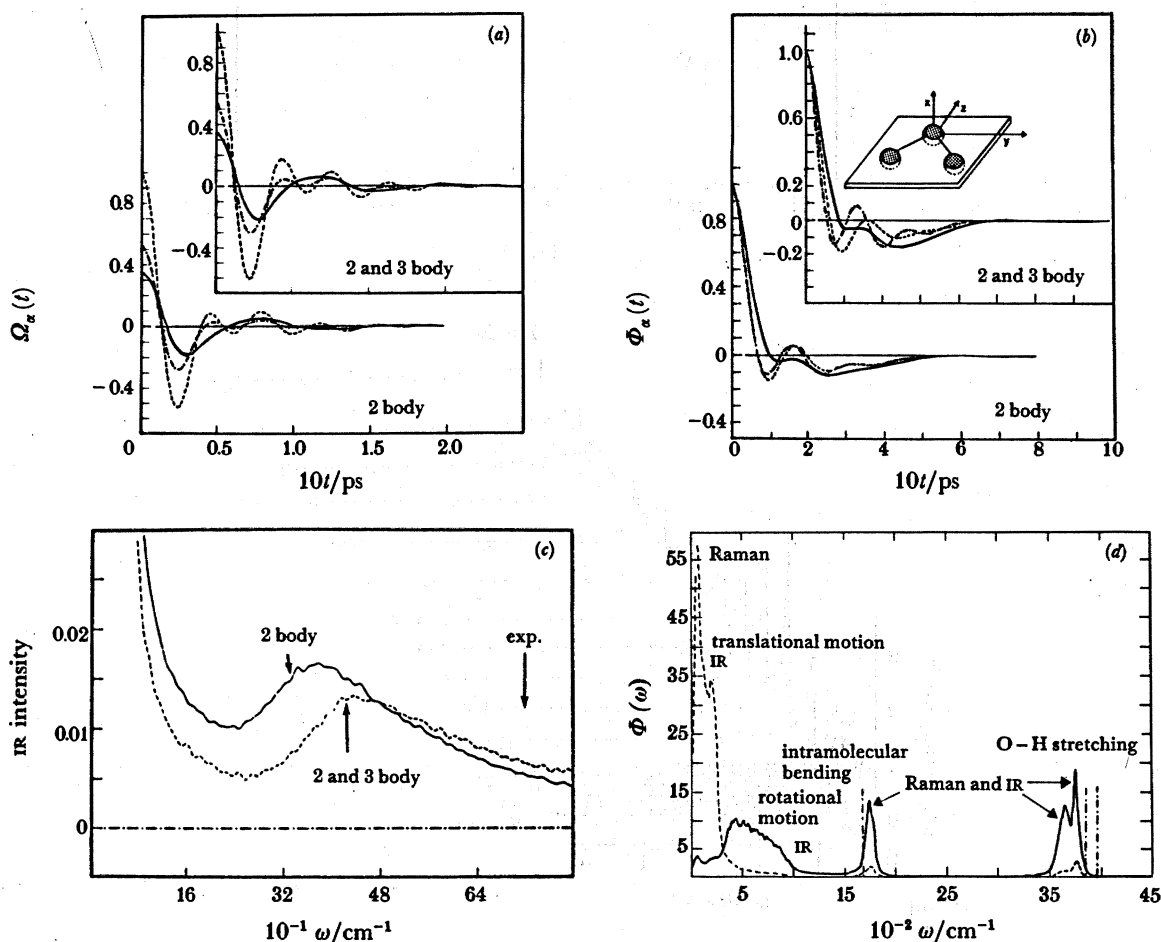 (a)
1.0
0.8
0.4
0
−0.4
2 and 3 body
0.8
0.4
0
−0.4
2 body
Ω_α(t)
0 0.5 1.0 1.5 2.0
10t/ps
(b)
1.0
0.6
0.2
0
−0.2
x
z
y
2 and 3 body
0.8
0.4
0
−0.4
2 body
Φ_α(t)
0 2 4 6 8 10
10t/ps
(c)
2 body
exp.
2 and 3 body
0.02
0.01
0
IR intensity
16 32 48 64
10⁻¹ ω/cm⁻¹
(d)
Raman
translational motion
IR
O – H stretching
intramolecular
bending
Raman and IR
rotational
motion
IR
55
45
35
25
15
5
Φ(ω)
5 15 25 35 45
10⁻² ω/cm⁻¹